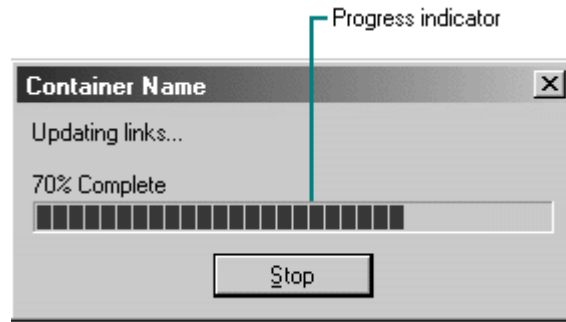 Progress indicator
Container Name
Updating links...
70% Complete
Stop